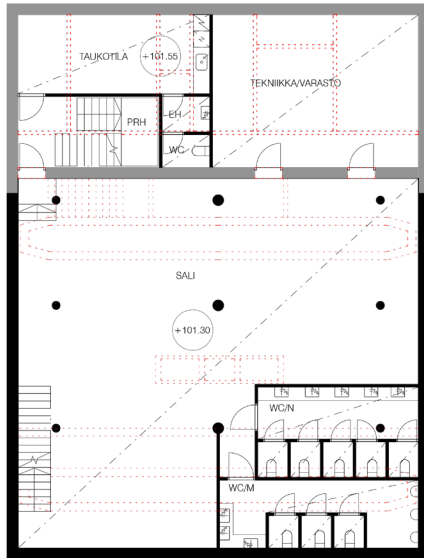 TAUKOTILA
+101.55
TEKNIIKKA/VARASTO
PRH
EH
WC
SALI
+101.30
WC/N
WC/M